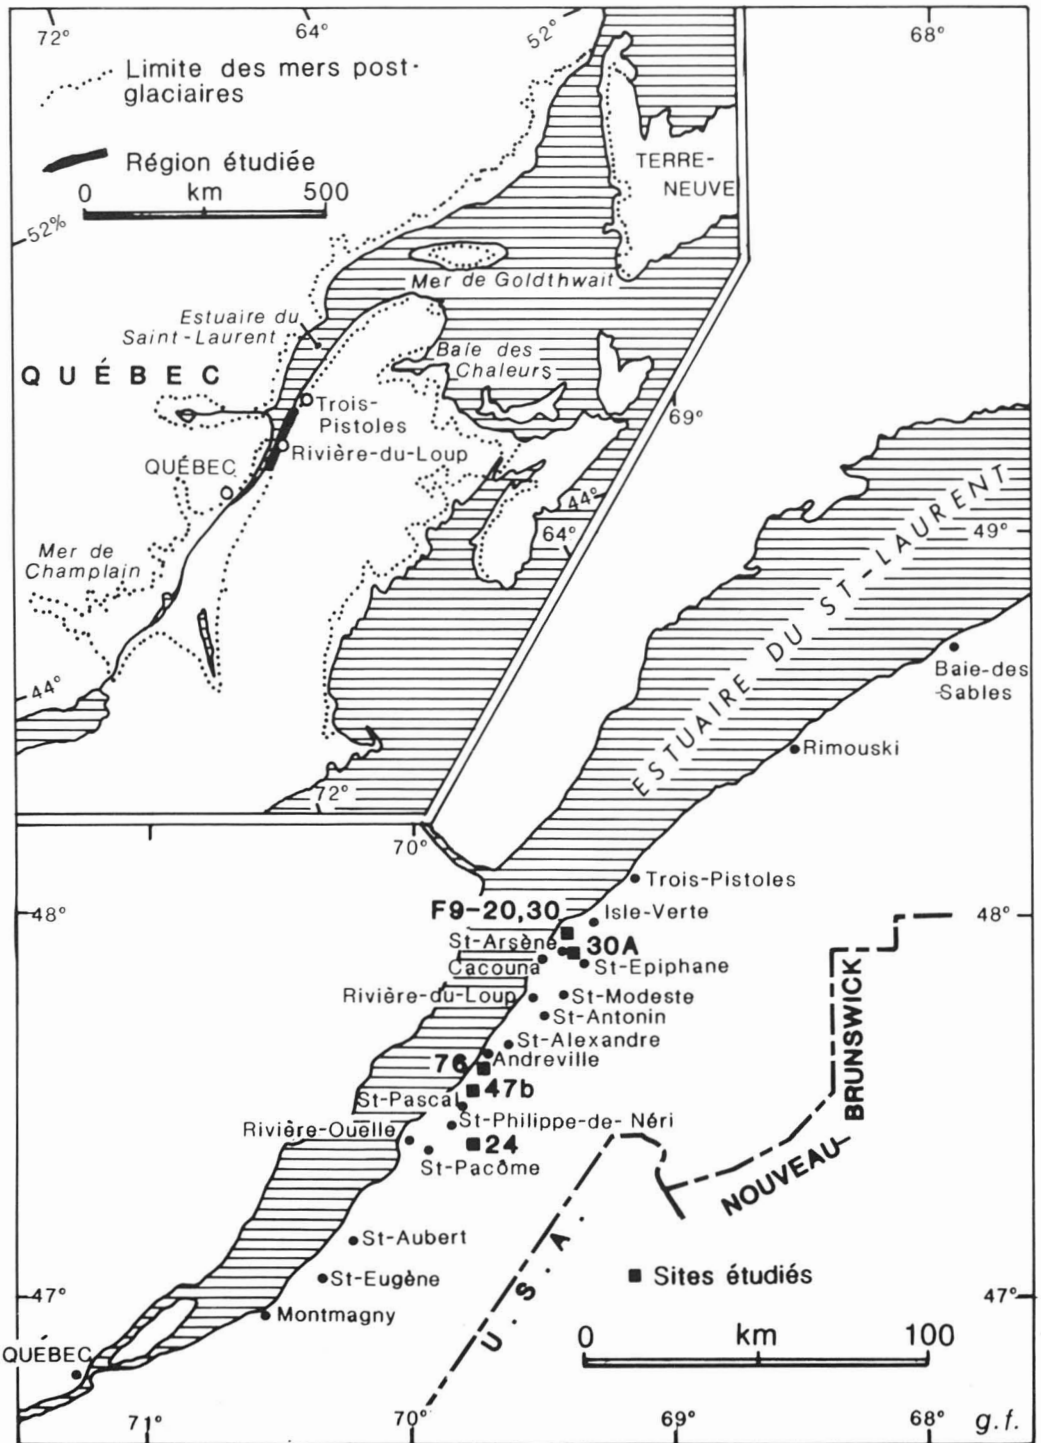 72°
64°
52°
68°
Limite des mers post-
glaciaires
Région étudiée
0 km 500
52%
TERRE-
NEUVE
Mer de Goldthwait
Estuaire du
Saint-Laurent
Baie des
Chaleurs
QUÉBEC
Trois-
Pistoles
Rivière-du-Loup
QUÉBEC
69°
44°
64°
49°
Mer de
Champlain
ESTUAIRE DU ST-LAURENT
44°
72°
Baie-des
-Sables
Rimouski
70°
Trois-Pistoles
48°
F9-20,30
Isle-Verte
48°
St-Arsène
30A
Cacouna
St-Epiphane
Rivière-du-Loup
St-Modeste
St-Antonin
St-Alexandre
76
Andreville
47b
St-Pascal
St-Philippe-de-Néri
Rivière-Ouelle
24
St-Pacôme
NOUVEAU-
BRUNSWICK
St-Aubert
U.S.A.
St-Eugène
Sites étudiés
47°
47°
Montmagny
0 km 100
QUÉBEC
71°
70°
69°
68°
g.f.